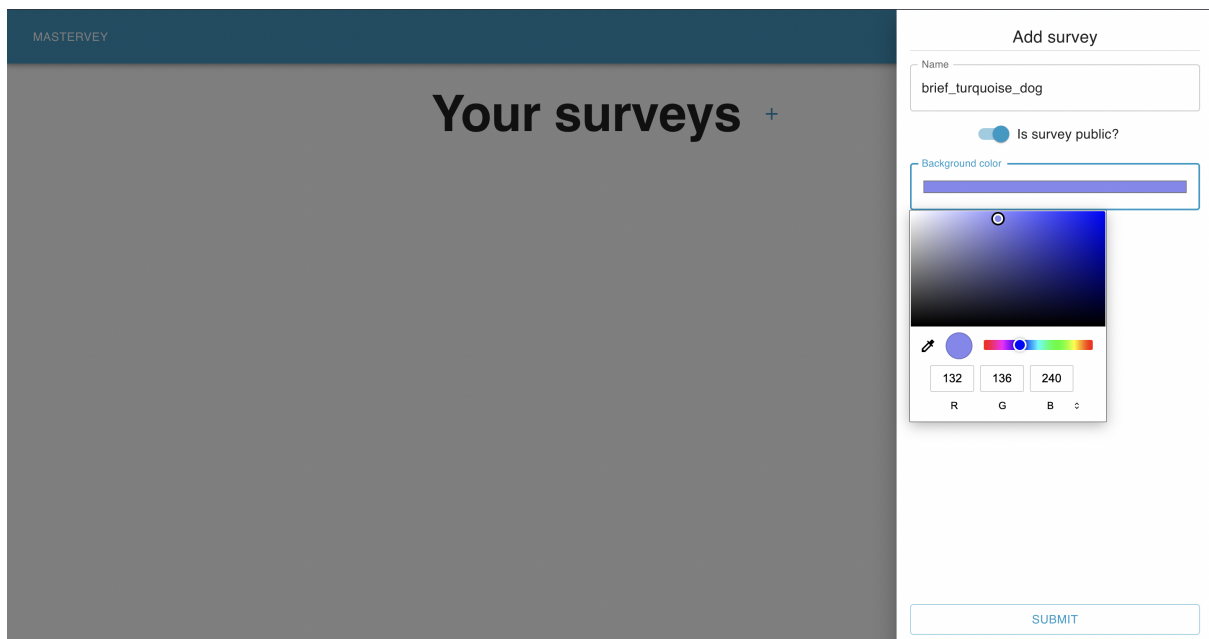 MASTERVEY
Your surveys +
Add survey
Name
brief_turquoise_dog
Is survey public?
Background color
132 136 240
R G B
SUBMIT